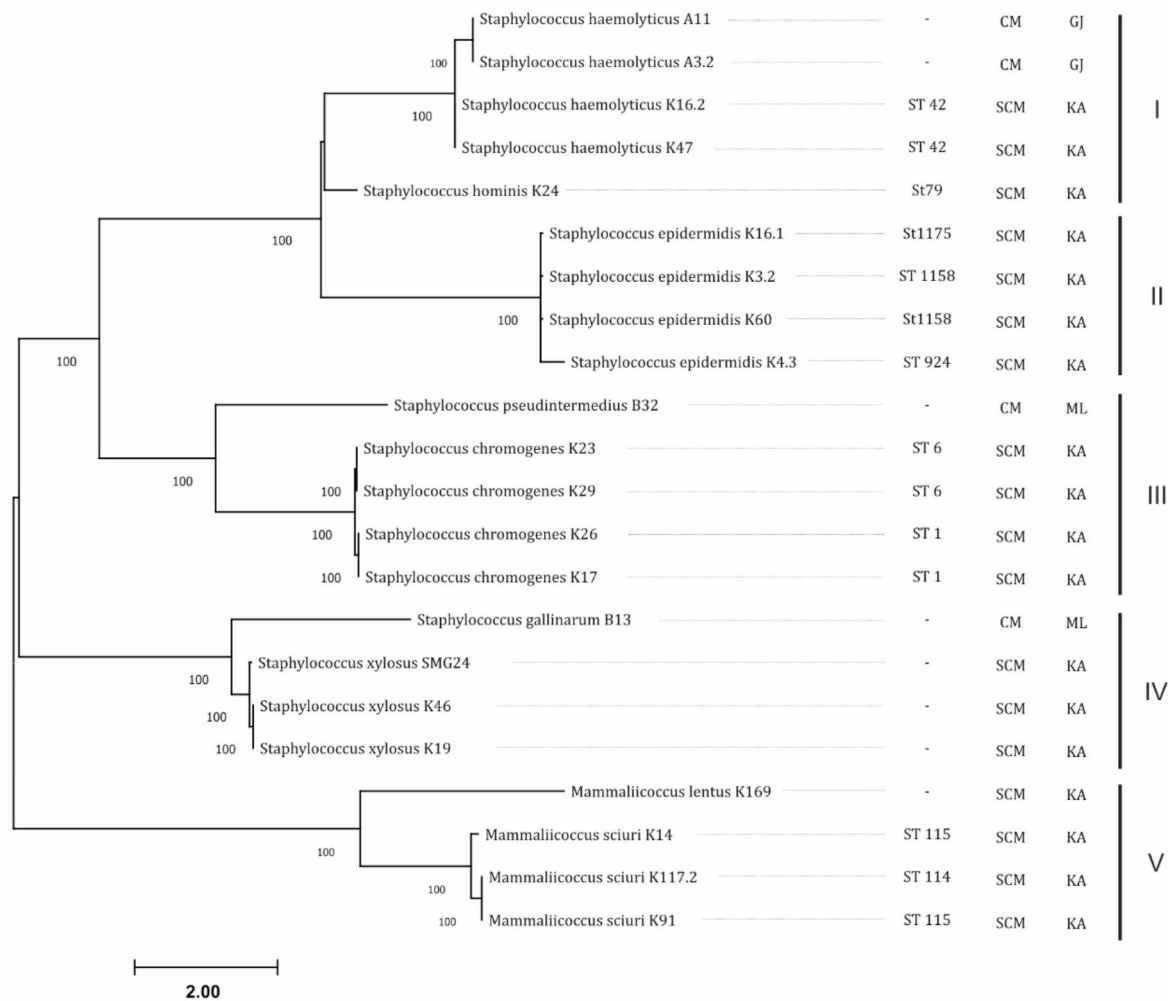 Staphylococcus haemolyticus A11 - CM GJ
Staphylococcus haemolyticus A3.2 - CM GJ
100
Staphylococcus haemolyticus K16.2 ST 42 SCM KA
I
100
Staphylococcus haemolyticus K47 ST 42 SCM KA
Staphylococcus hominis K24 St79 SCM KA
100
Staphylococcus epidermidis K16.1 St1175 SCM KA
Staphylococcus epidermidis K3.2 ST 1158 SCM KA
II
100
Staphylococcus epidermidis K60 St1158 SCM KA
100
Staphylococcus epidermidis K4.3 ST 924 SCM KA
Staphylococcus pseudintermedius B32 - CM ML
Staphylococcus chromogenes K23 ST 6 SCM KA
100
100
Staphylococcus chromogenes K29 ST 6 SCM KA
III
100
Staphylococcus chromogenes K26 ST 1 SCM KA
100
Staphylococcus chromogenes K17 ST 1 SCM KA
Staphylococcus gallinarum B13 - CM ML
Staphylococcus xylosus SMG24 - SCM KA
100
IV
100
Staphylococcus xylosus K46 - SCM KA
100
Staphylococcus xylosus K19 - SCM KA
Mammaliicoccus lentus K169 - SCM KA
Mammaliicoccus sciuri K14 ST 115 SCM KA
100
V
100
Mammaliicoccus sciuri K117.2 ST 114 SCM KA
100
Mammaliicoccus sciuri K91 ST 115 SCM KA
2.00